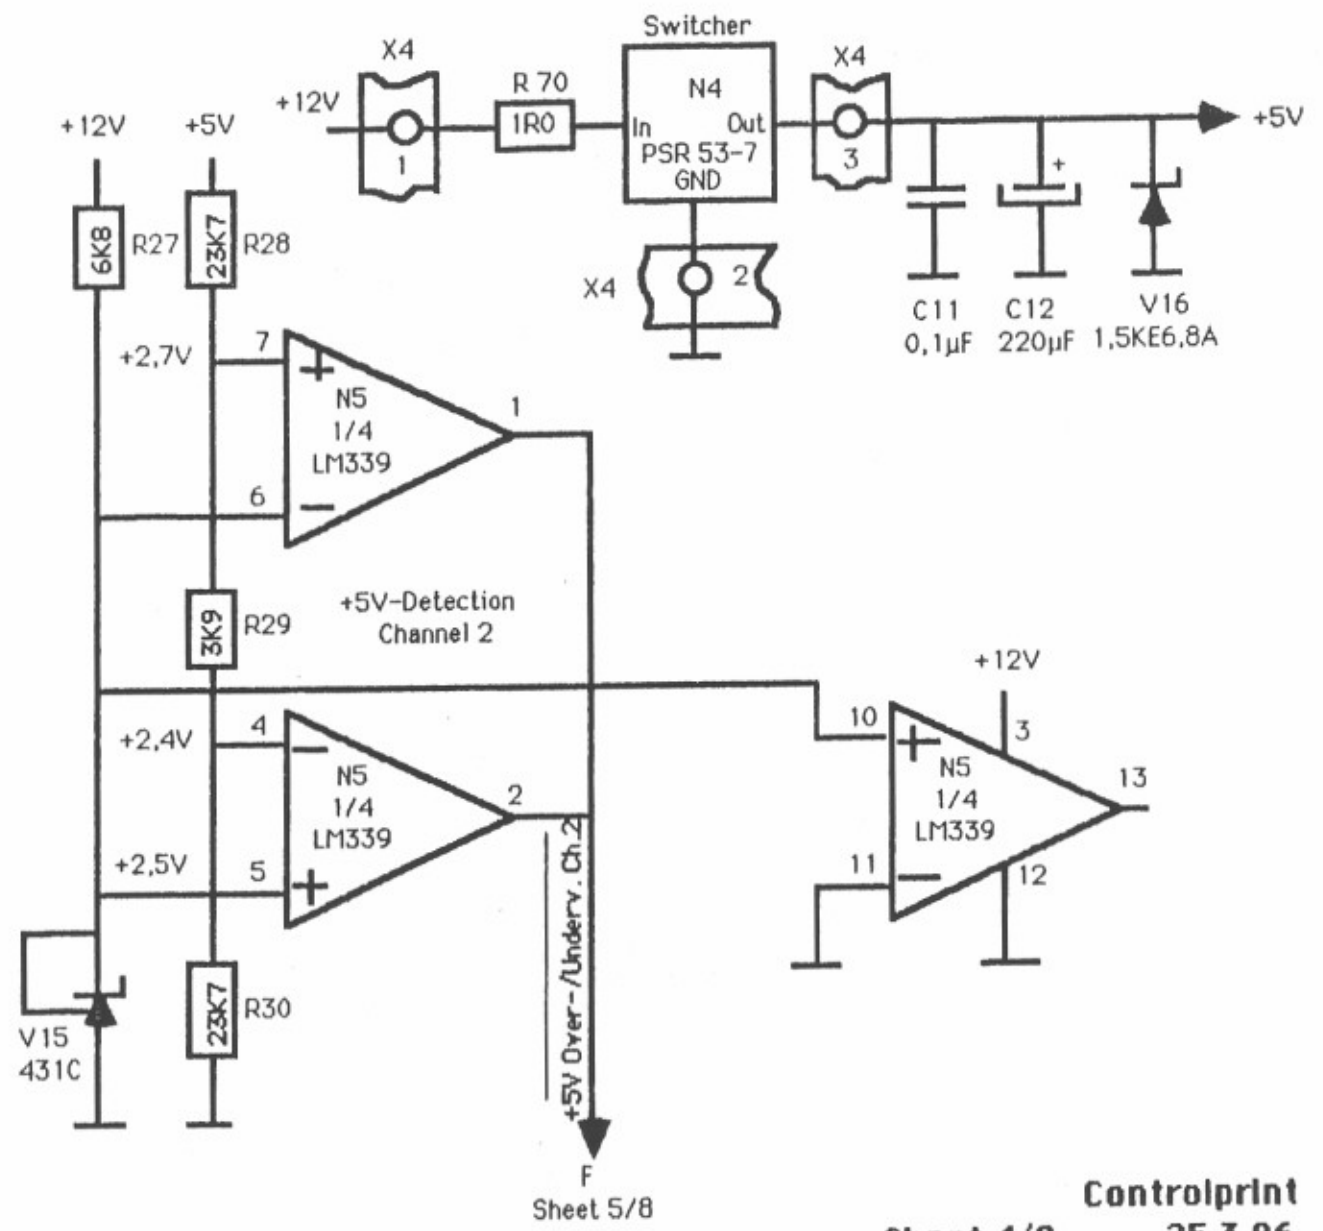 Switcher
X4
+12V
1
R 70
1R0
N4
In
Out
PSR 53-7
GND
X4
3
+5V
X4
2
C11
0,1µF
C12
220µF
+
V16
1,5KE6,8A
+12V
+5V
6K8
R27
23K7
R28
+2,7V
7
+
N5
1/4
LM339
6
−
1
3K9
R29
+5V-Detection
Channel 2
+2,4V
4
−
N5
1/4
LM339
2
+2,5V
5
+
+12V
10
+
3
N5
1/4
LM339
13
11
−
12
V15
431C
23K7
R30
+5V Over-/Underv. Ch.2
F
Sheet 5/8
Controlprint